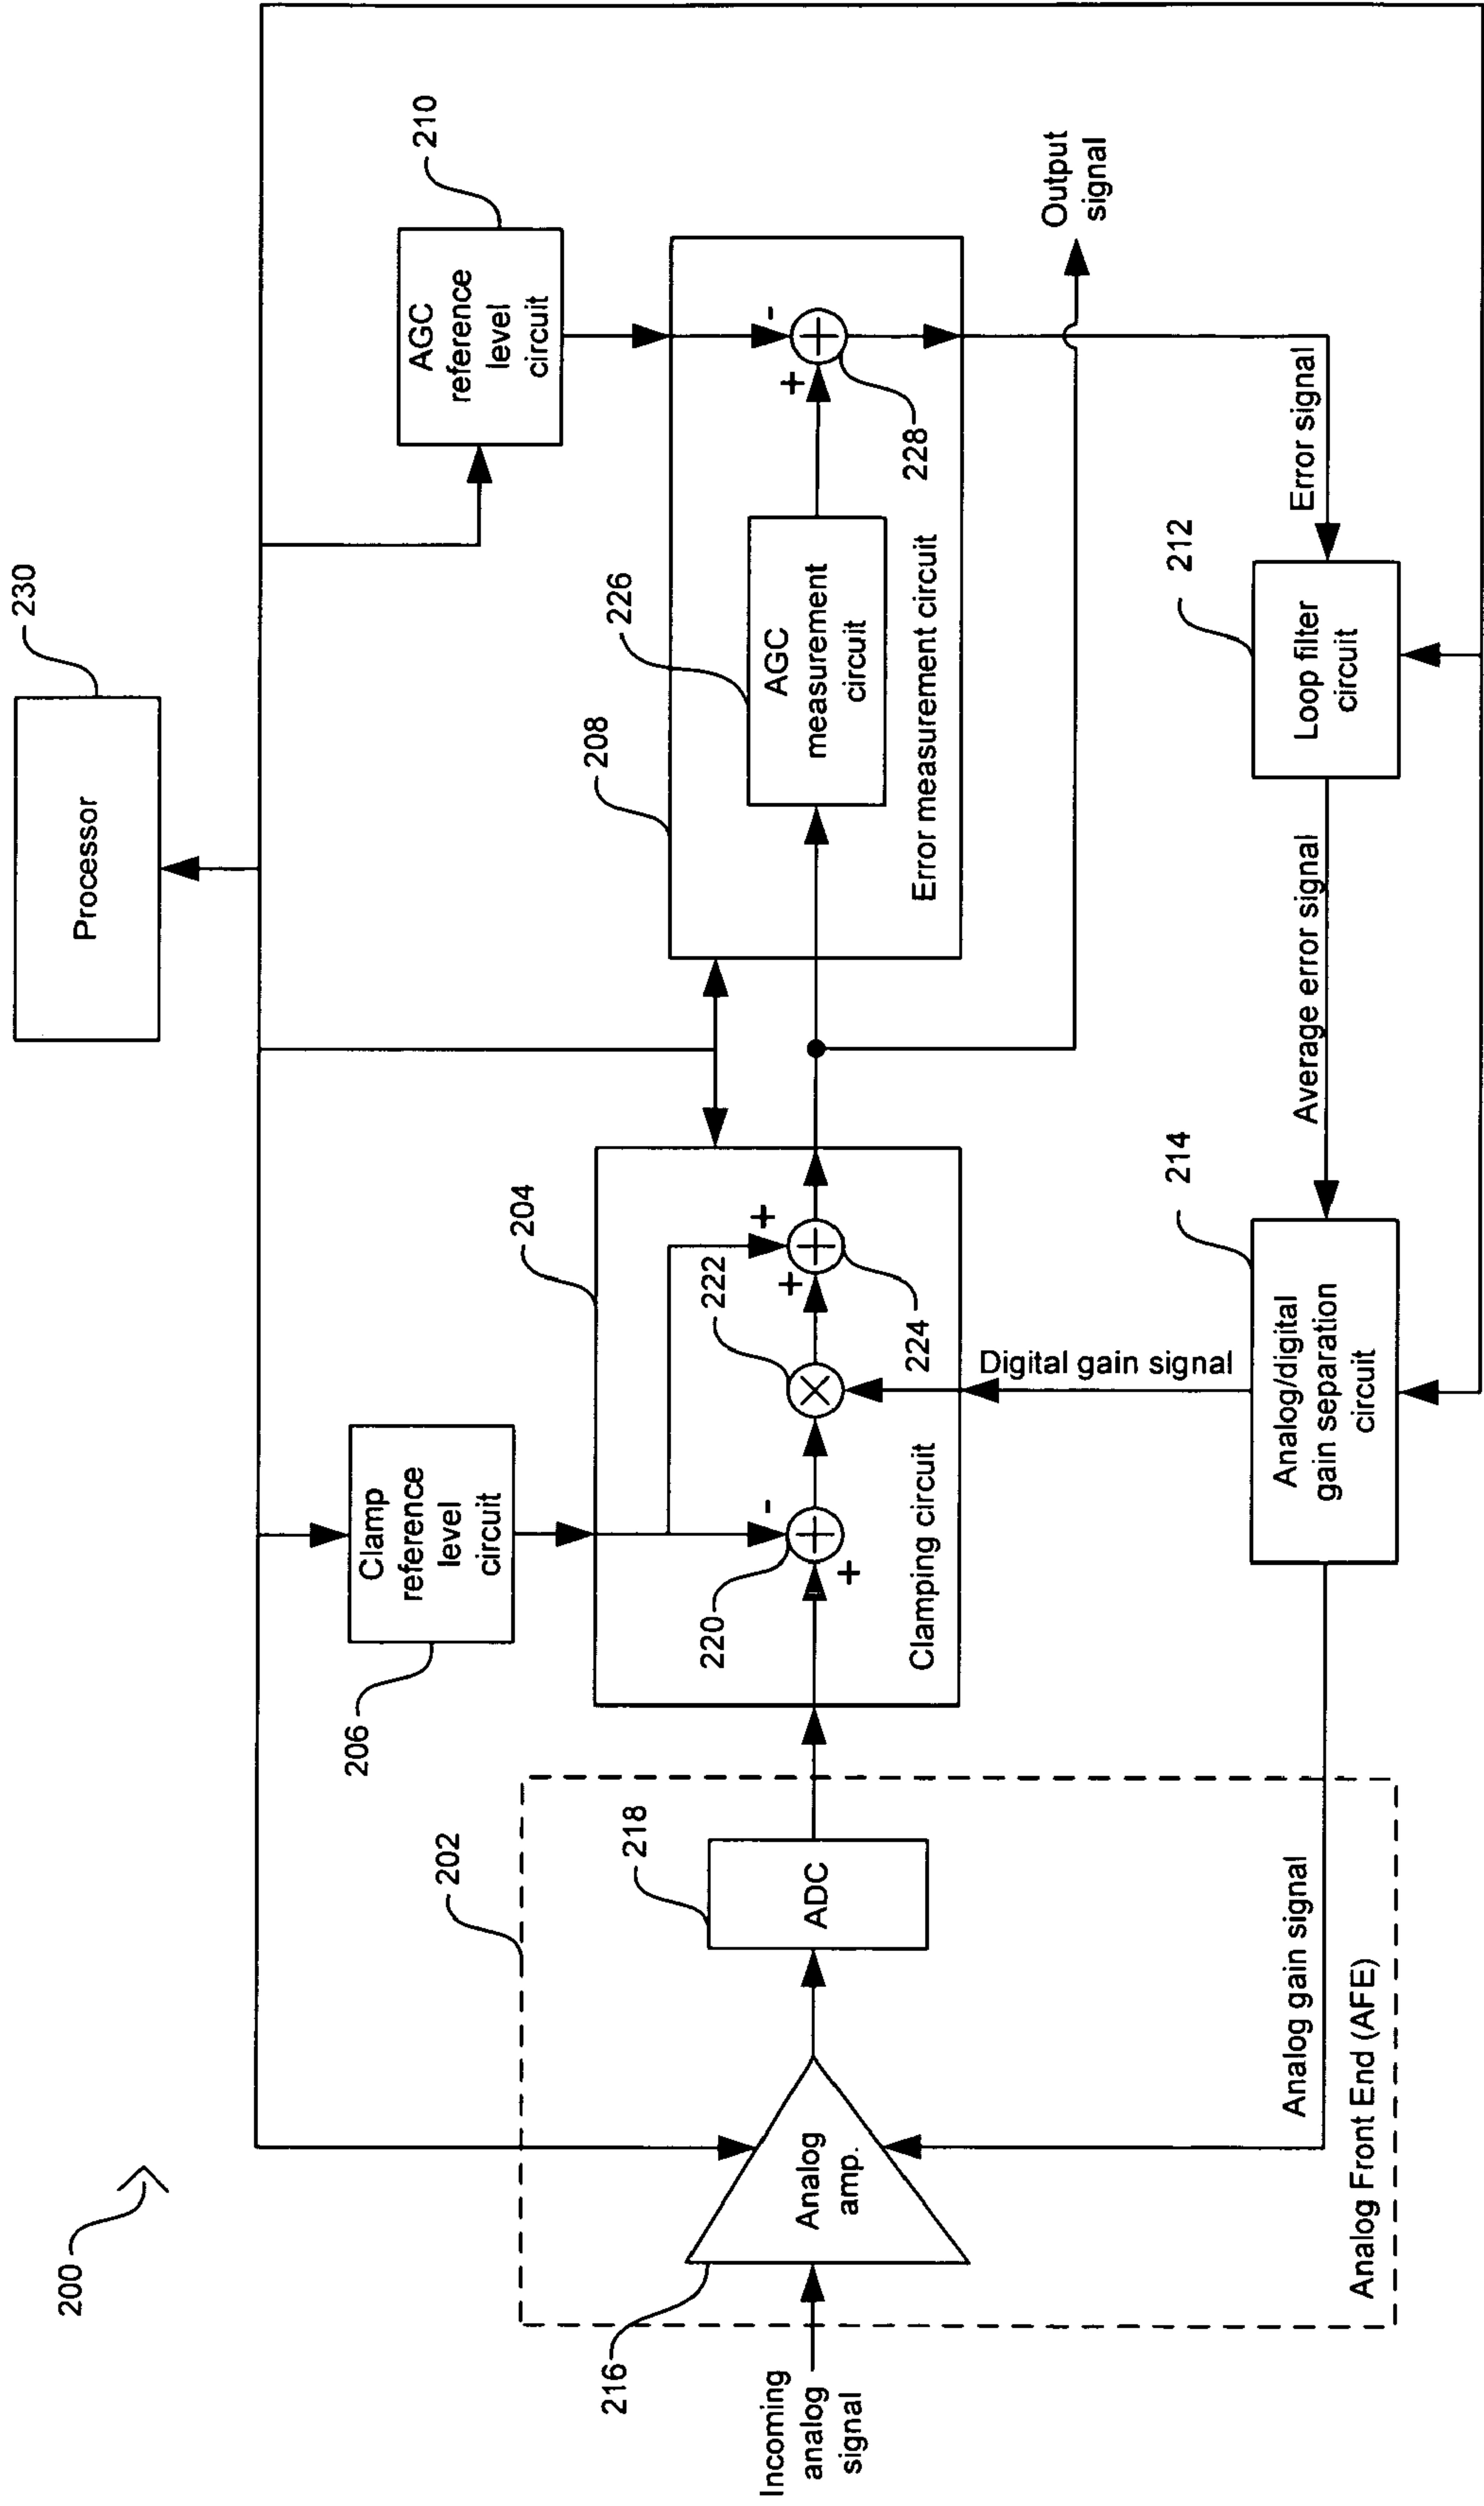 200
Processor
230
210
AGC
reference
level
circuit
Clamp
reference
level
circuit
206
202
204
208
216
218
220
222
224
226
228
Incoming
analog
signal
Analog
amp.
ADC
Analog Front End (AFE)
Analog gain signal
-
+
+
+
Clamping circuit
Digital gain signal
AGC
measurement
circuit
+
-
Error measurement circuit
Output
signal
Error signal
212
Loop filter
circuit
Average error signal
214
Analog/digital
gain separation
circuit